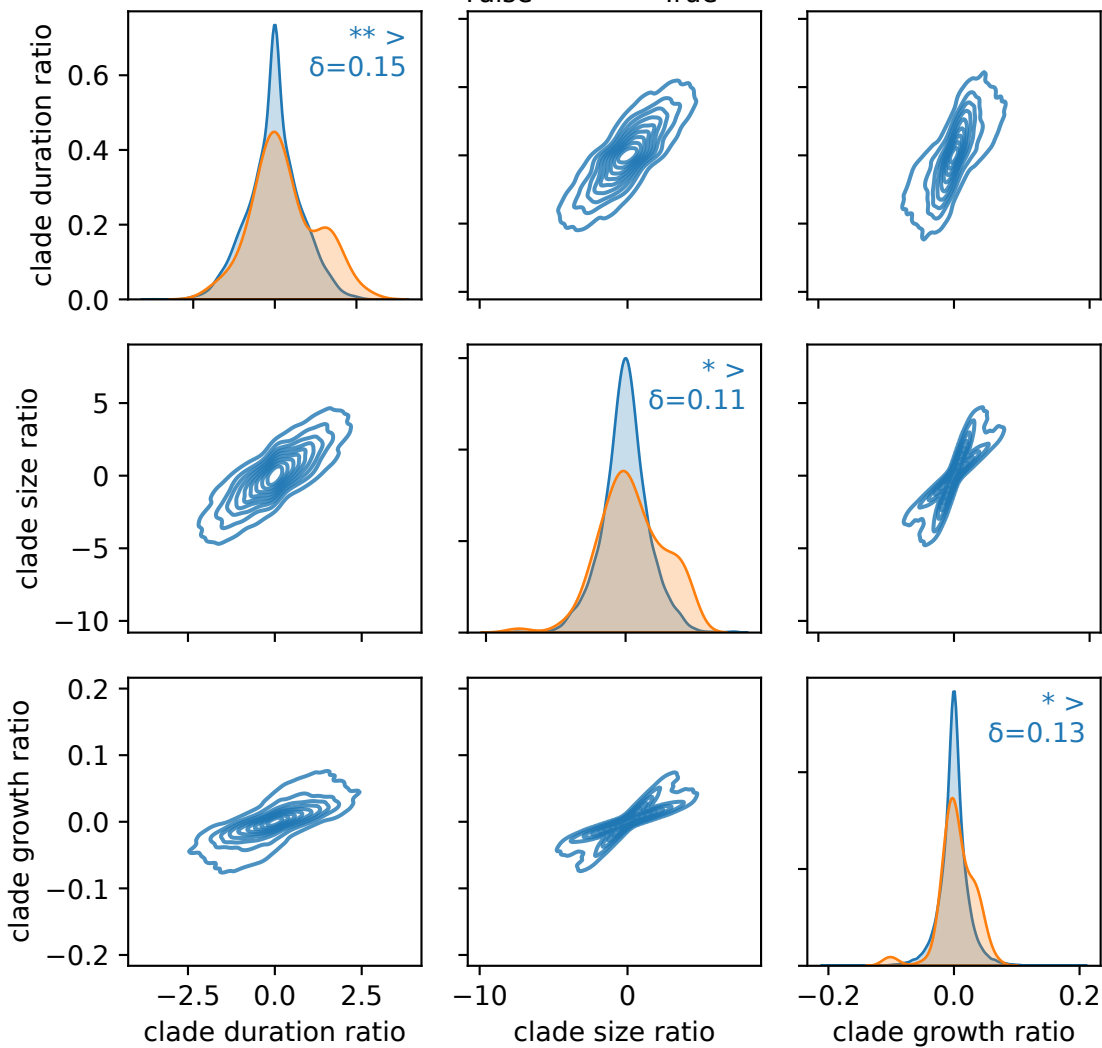 False True
clade duration ratio
0.6
0.4
0.2
0.0
** >
δ=0.15
clade size ratio
5
0
−5
−10
* >
δ=0.11
clade growth ratio
0.2
0.1
0.0
−0.1
−0.2
* >
δ=0.13
−2.5 0.0 2.5
−10 0
−0.2 0.0 0.2
clade duration ratio
clade size ratio
clade growth ratio